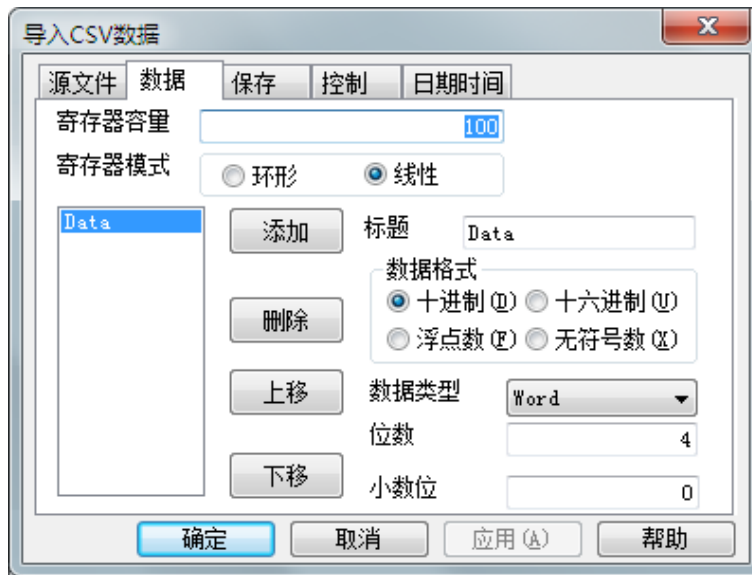 导入CSV数据
源文件 数据 保存 控制 日期时间
寄存器容量 100
寄存器模式 环形 线性
Data 添加 标题 Data
数据格式
十进制(D) 十六进制(U)
删除
浮点数(F) 无符号数(X)
上移 数据类型 Word
位数 4
下移 小数位 0
确定 取消 应用(A) 帮助